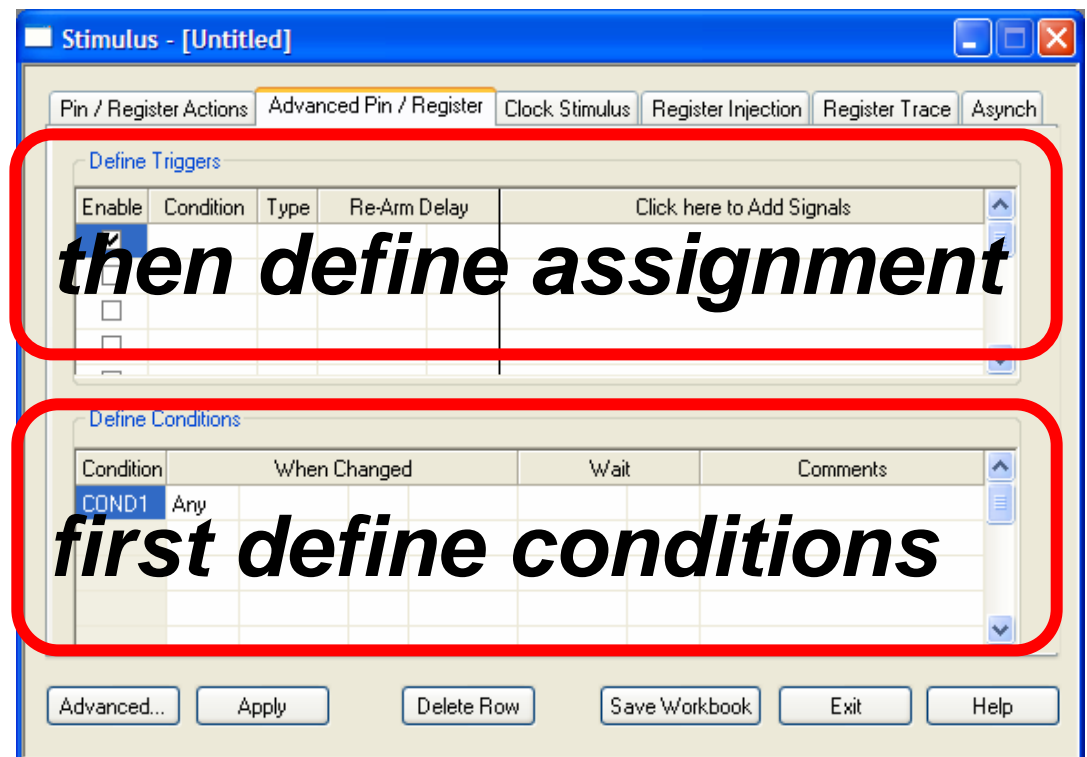 Stimulus - [Untitled]
Pin / Register Actions Advanced Pin / Register Clock Stimulus Register Injection Register Trace Asynch
Define Triggers
Enable Condition Type Re-Arm Delay Click here to Add Signals
then define assignment
Define Conditions
Condition When Changed Wait Comments
COND1 Any
first define conditions
Advanced... Apply Delete Row Save Workbook Exit Help